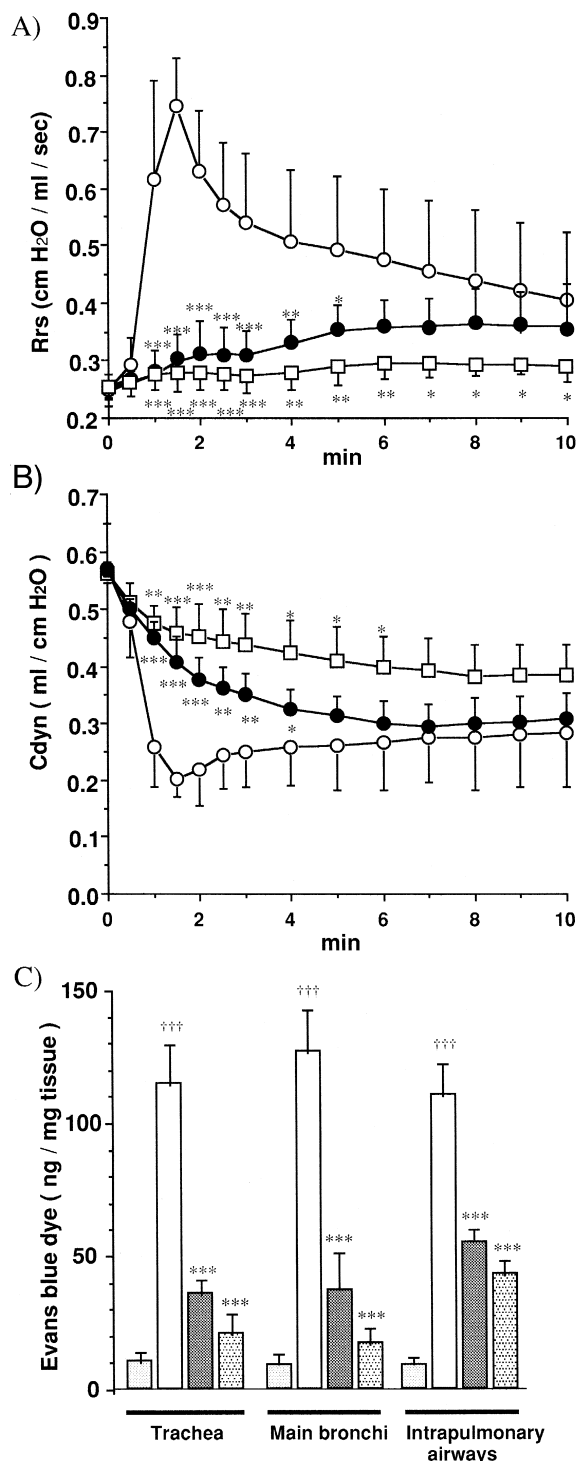 A)
0.9
0.8
0.7
0.6
0.5
0.4
0.3
0.2
Rrs (cm H2O / ml / sec)
*** *** *** *** *** ** *
*** *** *** *** *** ** ** ** * * * *
0 2 4 6 8 10
min
B)
0.7
0.6
0.5
0.4
0.3
0.2
0.1
0.0
Cdyn ( ml / cm H2O )
** *** *** ** ** * * *
*** *** *** ** ** *
0 2 4 6 8 10
min
C)
150
100
50
0
Evans blue dye ( ng / mg tissue )
††† ††† †††
*** *** *** *** *** ***
Trachea Main bronchi Intrapulmonary
airways